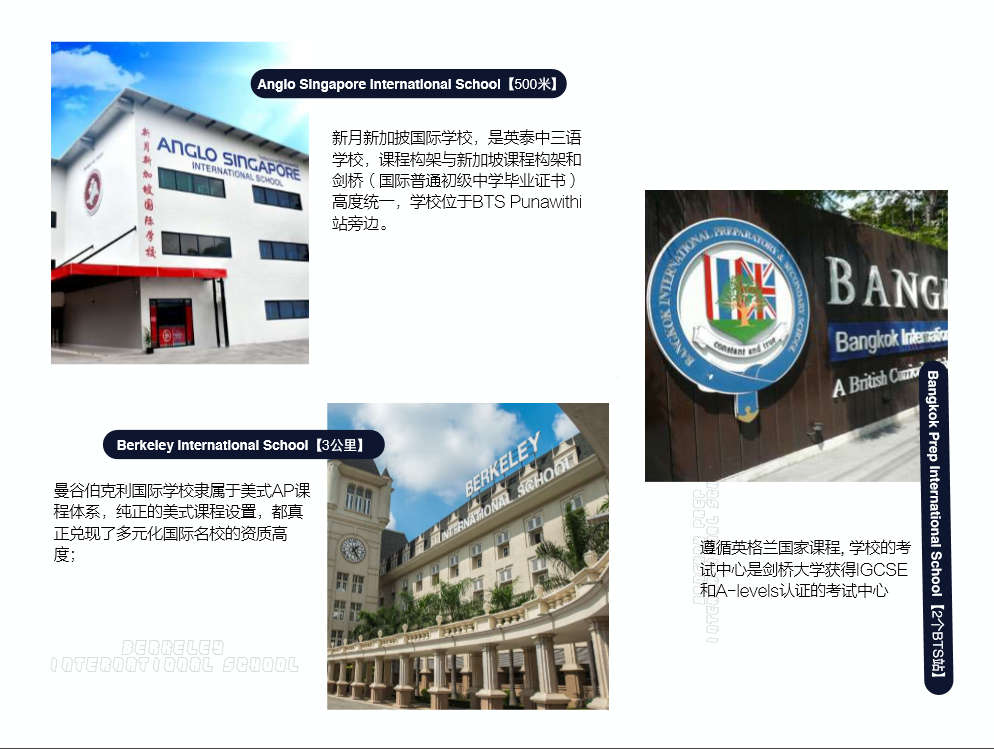 Anglo Singapore International School【500米】
新月新加披国际学校，是英泰中三语
学校，课程构架与新加坡课程构架和
剑桥（国际普通初级中学毕业证书）
高度统一，学校位于BTS Punawithi
站旁边。
新月新加坡国际学校
ANGLO SINGAPORE
INTERNATIONAL SCHOOL
BANGKOK INTERNATIONAL PREPARATORY & SECONDARY SCHOOL
constant and true
BANG
Bangkok Internation
A British Curric
Bangkok Prep International School【2个BTS站】
遵循英格兰国家课程, 学校的考
试中心是剑桥大学获得IGCSE
和A-levels认证的考试中心
Berkeley International School【3公里】
曼谷伯克利国际学校隶属于美式AP课
程体系，纯正的美式课程设置，都真
正兑现了多元化国际名校的资质高
度；
BERKELEY
INTERNATIONAL SCHOOL
BERKELEY
INTERNATIONAL SCHOOL